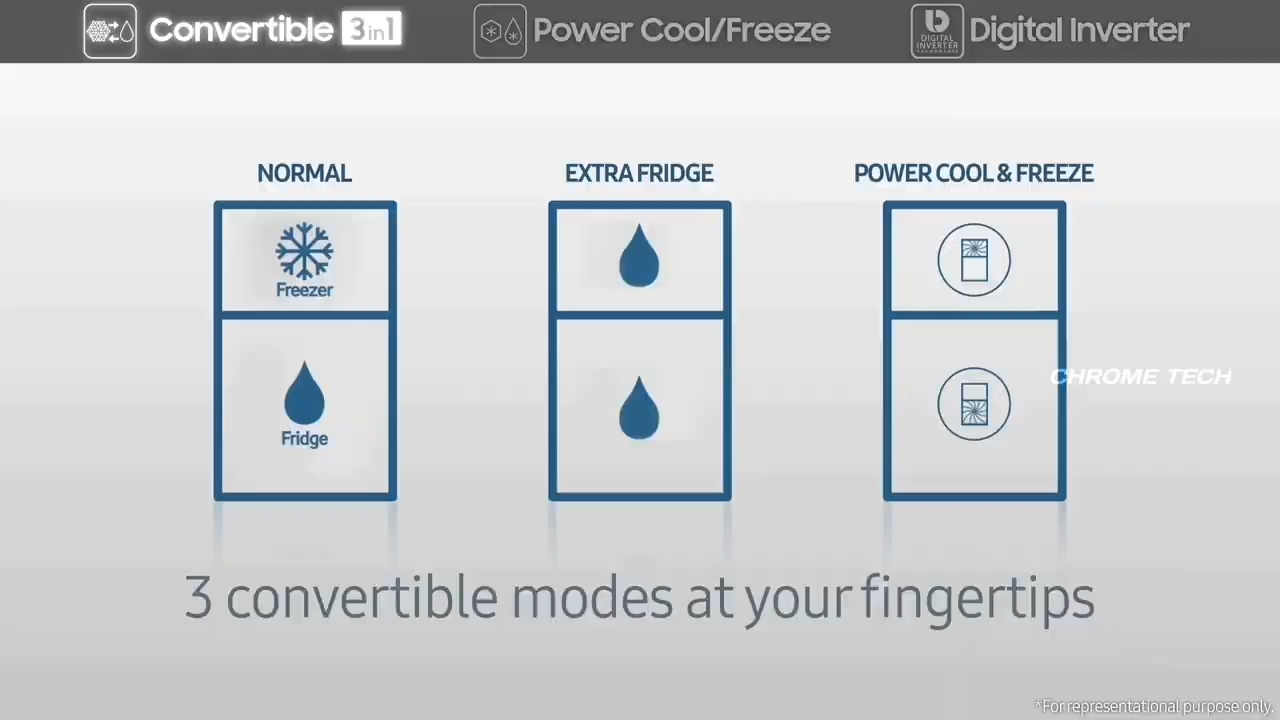 Convertible 3in1
Power Cool/Freeze
DIGITAL
INVERTER
Digital Inverter
NORMAL
EXTRA FRIDGE
POWER COOL & FREEZE
Freezer
Fridge
CHROME TECH
3 convertible modes at your fingertips
*For representational purpose only.